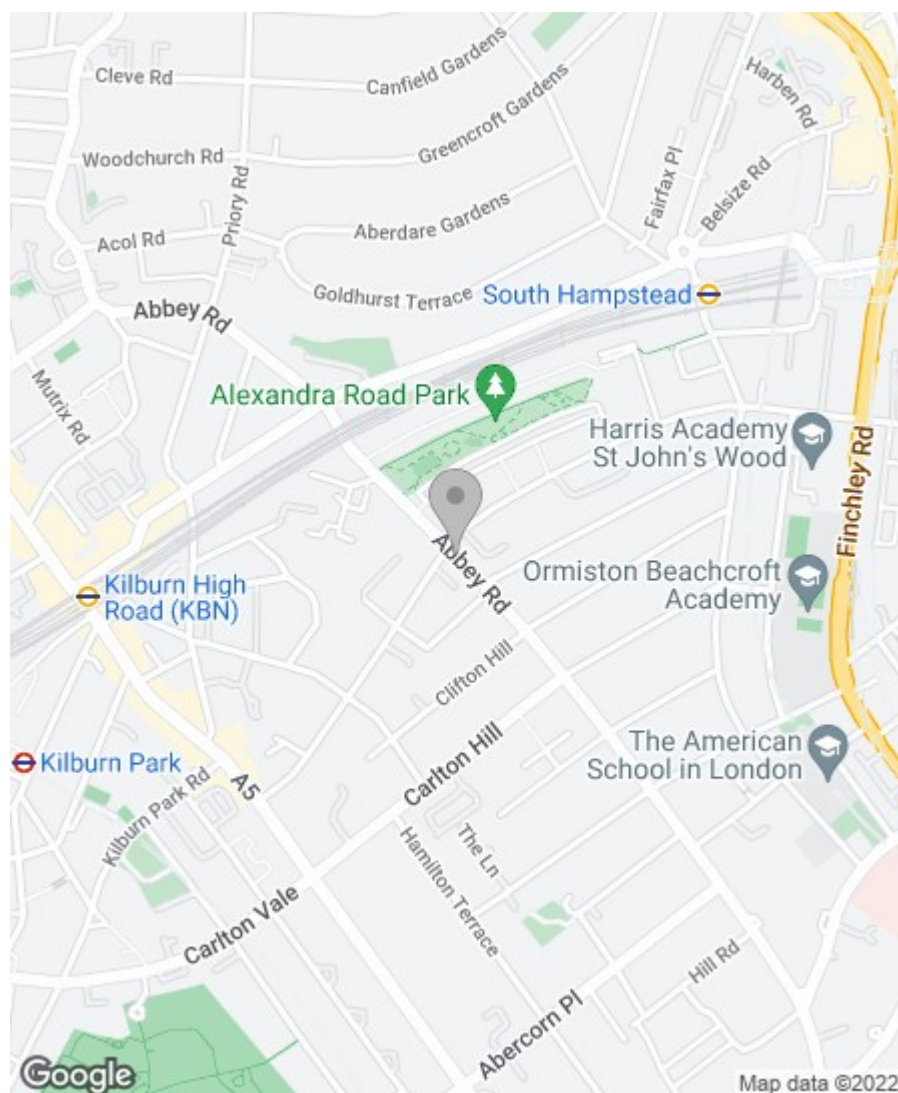 Cleve Rd
Canfield Gardens
Harben Rd
Woodchurch Rd
Greencroft Gardens
Fairfax Pl
Belsize Rd
Priory Rd
Aberdare Gardens
Acol Rd
Goldhurst Terrace
South Hampstead
Abbey Rd
Mutrix Rd
Alexandra Road Park
Harris Academy
St John's Wood
Finchley Rd
Abbey Rd
Ormiston Beachcroft
Academy
Kilburn High
Road (KBN)
Clifton Hill
Kilburn Park
The American
School in London
Carlton Hill
A5
Kilburn Park Rd
The Ln
Hamilton Terrace
Carlton Vale
Hill Rd
Abercorn Pl
Google
Map data ©2022